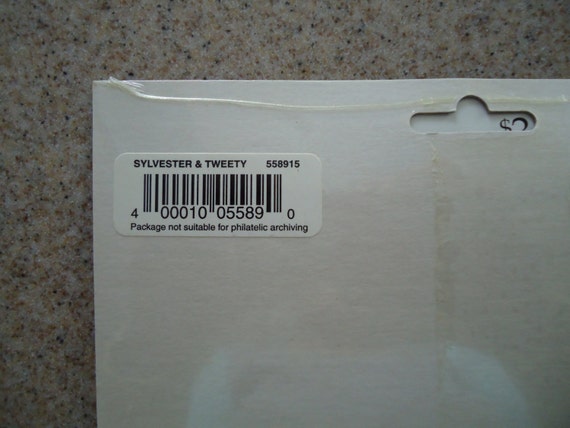 $
SYLVESTER & TWEETY 558915
4 00010 05589 0
Package not suitable for philatelic archiving